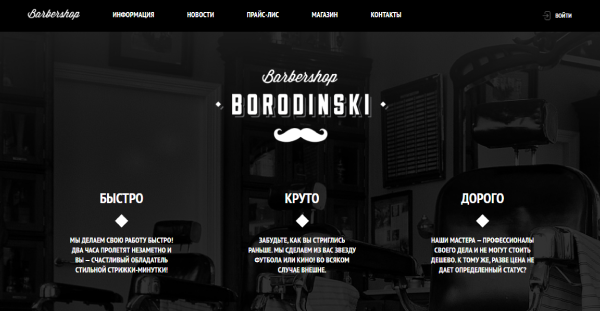 Barbershop
ИНФОРМАЦИЯ
НОВОСТИ
ПРАЙС-ЛИС
МАГАЗИН
КОНТАКТЫ
ВОЙТИ
Barbershop
BORODINSKI
БЫСТРО
МЫ ДЕЛАЕМ СВОЮ РАБОТУ БЫСТРО!
ДВА ЧАСА ПРОЛЕТЯТ НЕЗАМЕТНО И
ВЫ — СЧАСТЛИВЫЙ ОБЛАДАТЕЛЬ
СТИЛЬНОЙ СТРИЖКИ-МИНУТКИ!
КРУТО
ЗАБУДЬТЕ, КАК ВЫ СТРИГЛИСЬ
РАНЬШЕ. МЫ СДЕЛАЕМ ИЗ ВАС ЗВЕЗДУ
ФУТБОЛА ИЛИ КИНО! ВО ВСЯКОМ
СЛУЧАЕ ВНЕШНЕ.
ДОРОГО
НАШИ МАСТЕРА — ПРОФЕССИОНАЛЫ
СВОЕГО ДЕЛА И НЕ МОГУТ СТОИТЬ
ДЕШЕВО. К ТОМУ ЖЕ, РАЗВЕ ЦЕНА НЕ
ДАЕТ ОПРЕДЕЛЕННЫЙ СТАТУС?